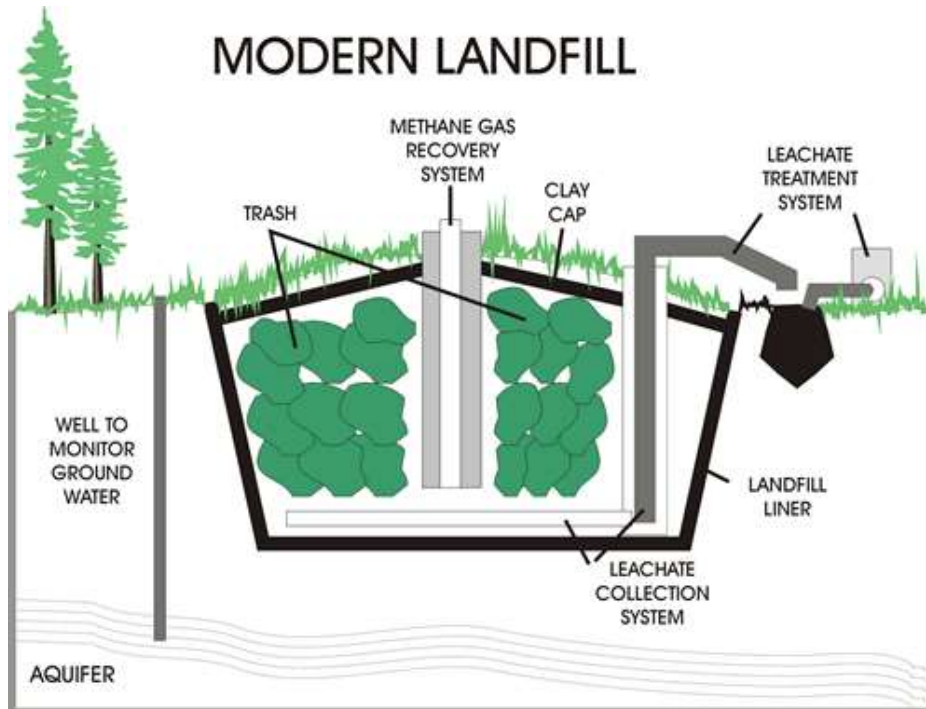 MODERN LANDFILL
METHANE GAS
RECOVERY
SYSTEM
LEACHATE
TREATMENT
SYSTEM
CLAY
CAP
TRASH
WELL TO
MONITOR
GROUND
WATER
LANDFILL
LINER
LEACHATE
COLLECTION
SYSTEM
AQUIFER